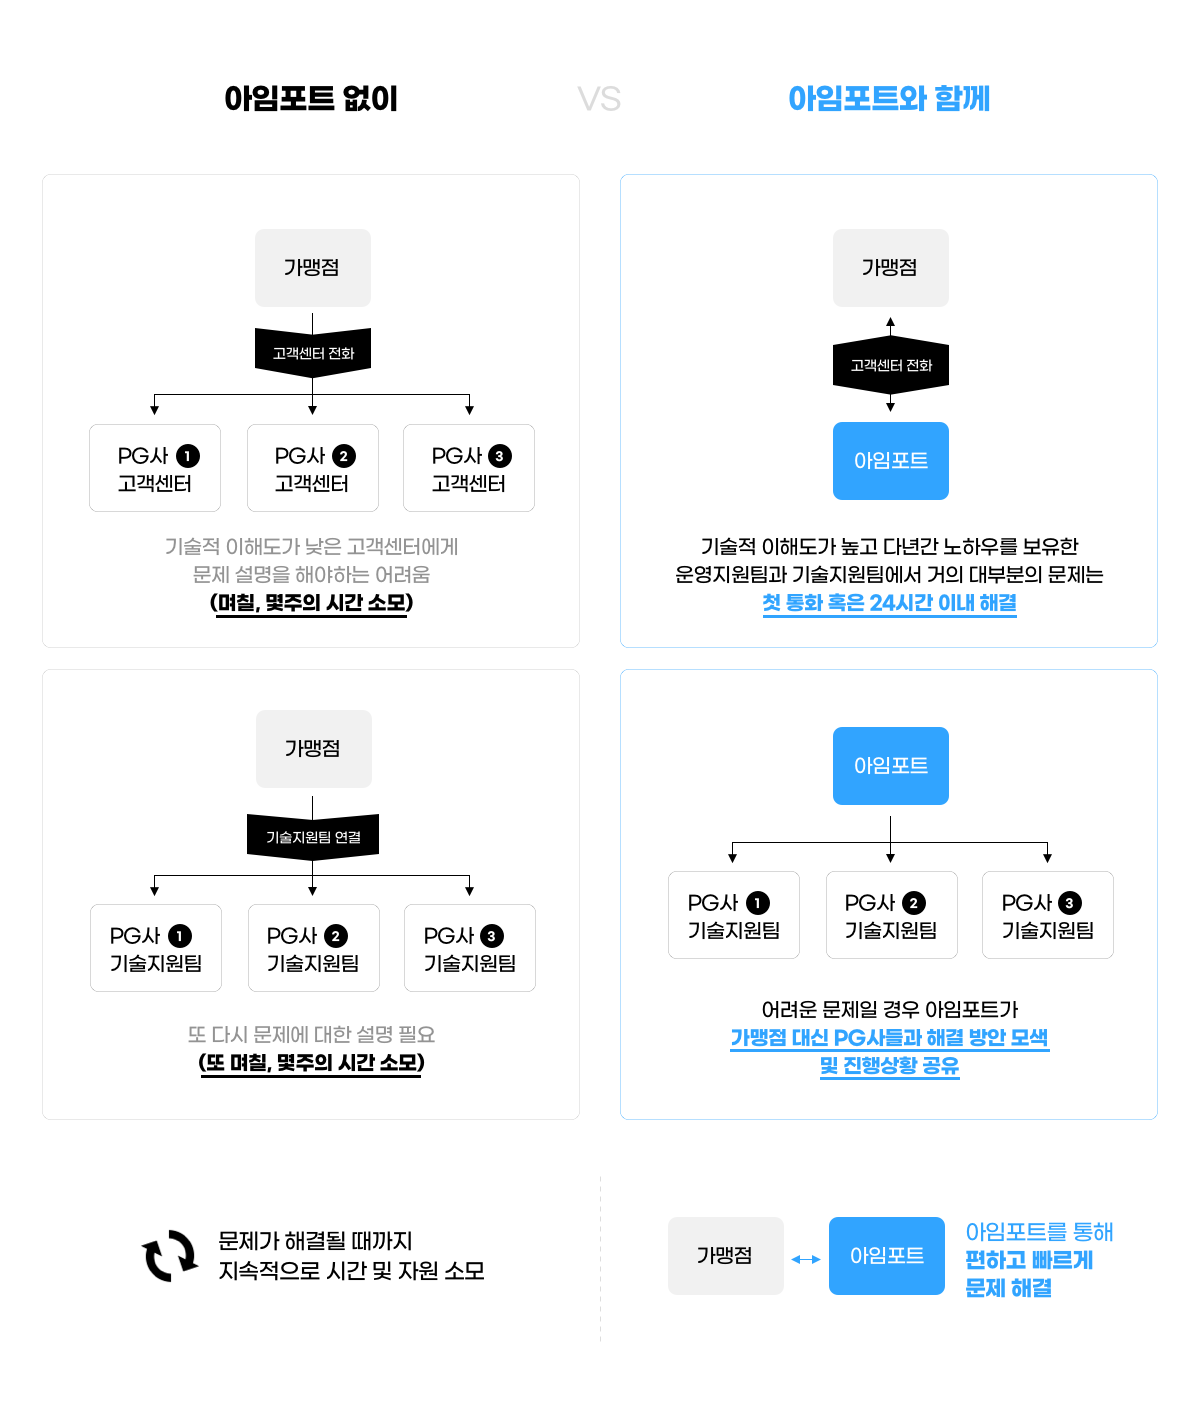 아임포트 없이
VS
아임포트와 함께
가맹점
고객센터 전화
PG사 1
고객센터
PG사 2
고객센터
PG사 3
고객센터
기술적 이해도가 낮은 고객센터에게
문제 설명을 해야하는 어려움
(며칠, 몇주의 시간 소모)
가맹점
고객센터 전화
아임포트
기술적 이해도가 높고 다년간 노하우를 보유한
운영지원팀과 기술지원팀에서 거의 대부분의 문제는
첫 통화 혹은 24시간 이내 해결
가맹점
기술지원팀 연결
PG사 1
기술지원팀
PG사 2
기술지원팀
PG사 3
기술지원팀
또 다시 문제에 대한 설명 필요
(또 며칠, 몇주의 시간 소모)
아임포트
PG사 1
기술지원팀
PG사 2
기술지원팀
PG사 3
기술지원팀
어려운 문제일 경우 아임포트가
가맹점 대신 PG사들과 해결 방안 모색
및 진행상황 공유
문제가 해결될 때까지
지속적으로 시간 및 자원 소모
가맹점
아임포트
아임포트를 통해
편하고 빠르게
문제 해결